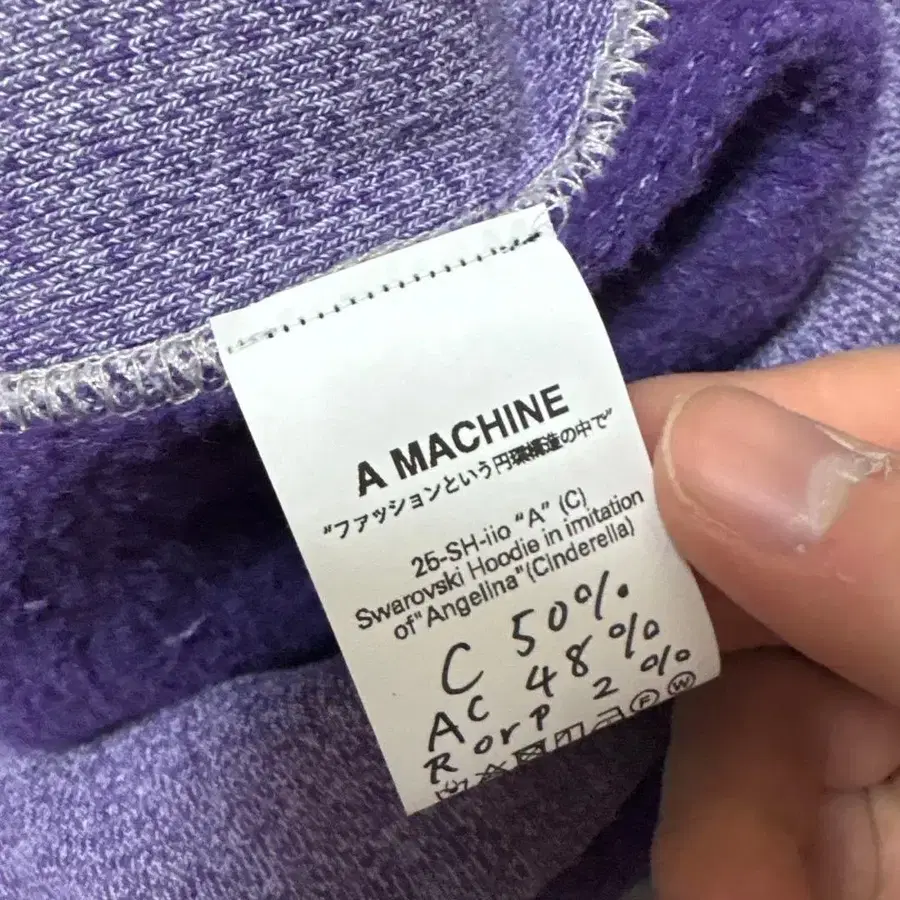 A MACHINE
"ファッションという円環構造の中で"
25-SH-iio "A" (C)
Swarovski Hoodie in imitation
of"Angelina"(Cinderella)
C 50%
AC 48%
R orp 2%
F W